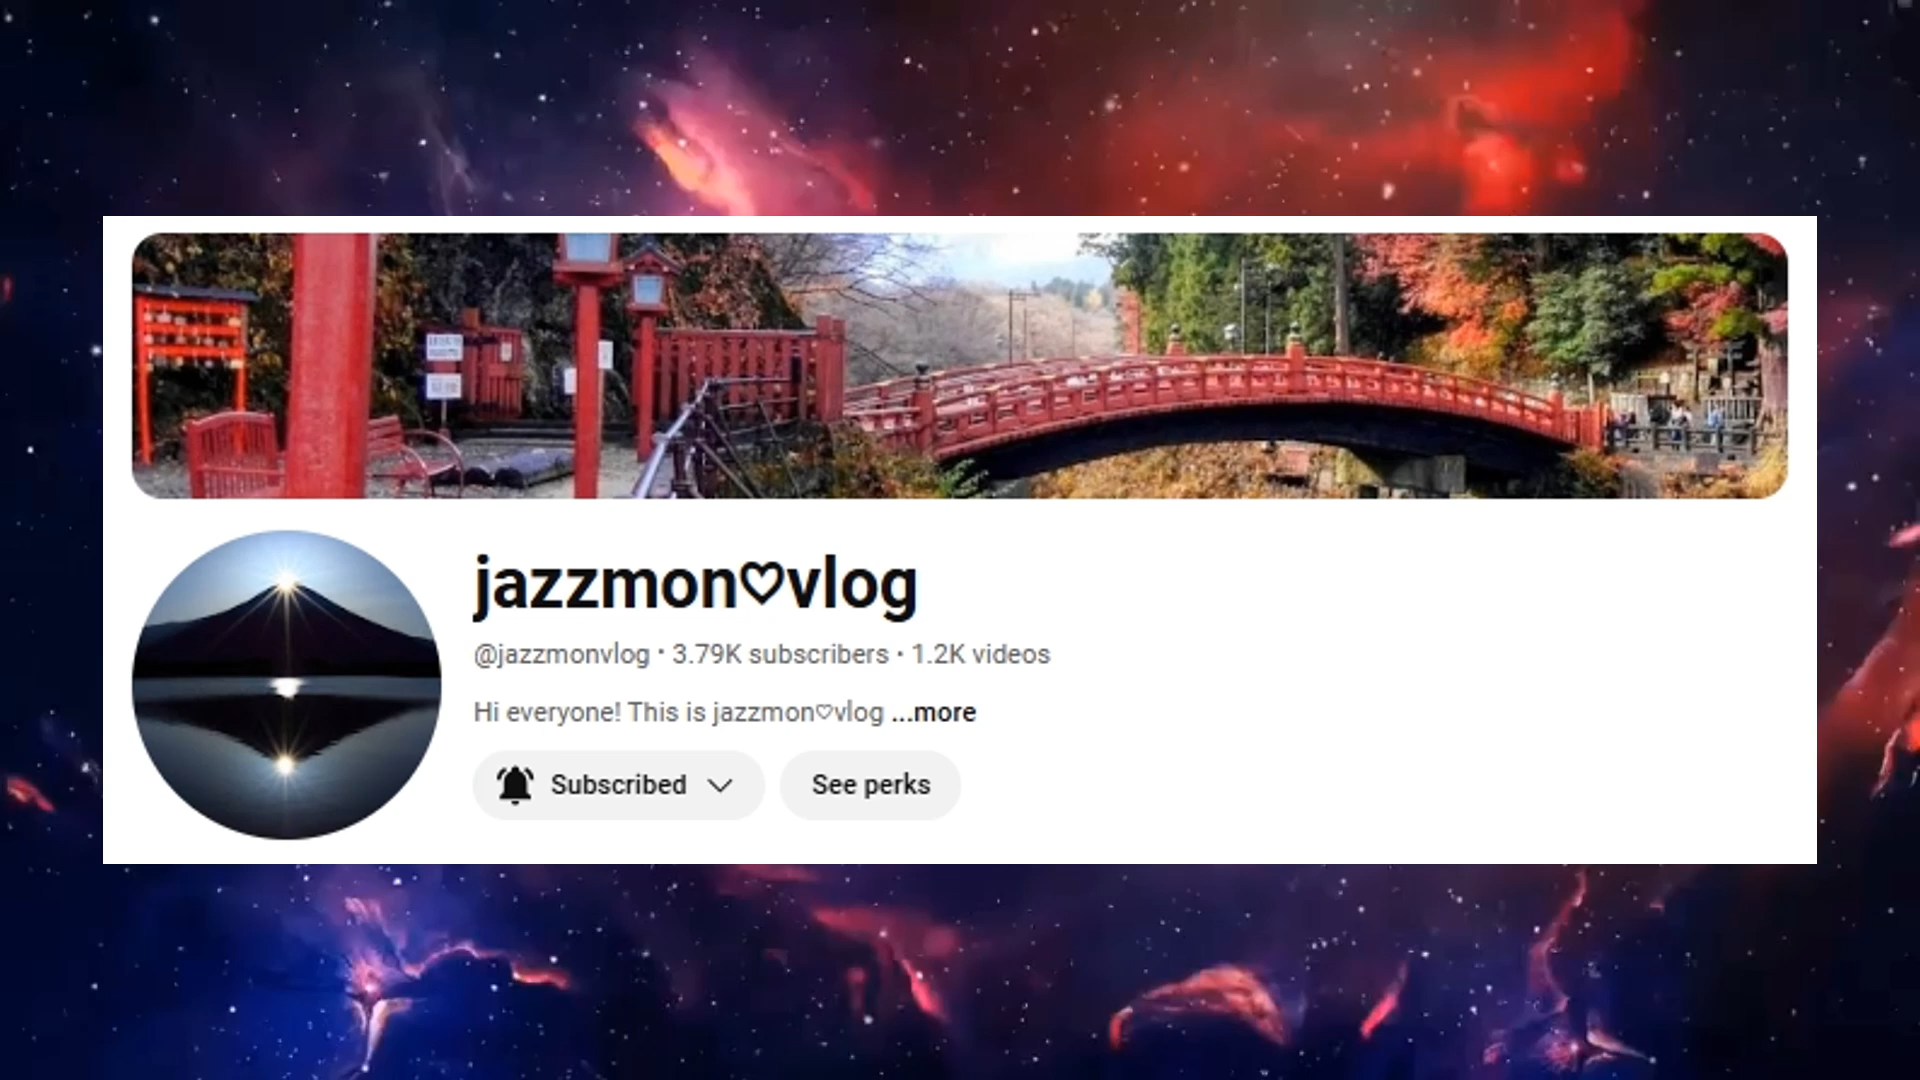 jazzmon♡vlog
@jazzmonvlog • 3.79K subscribers • 1.2K videos
Hi everyone! This is jazzmon♡vlog ...more
Subscribed
See perks